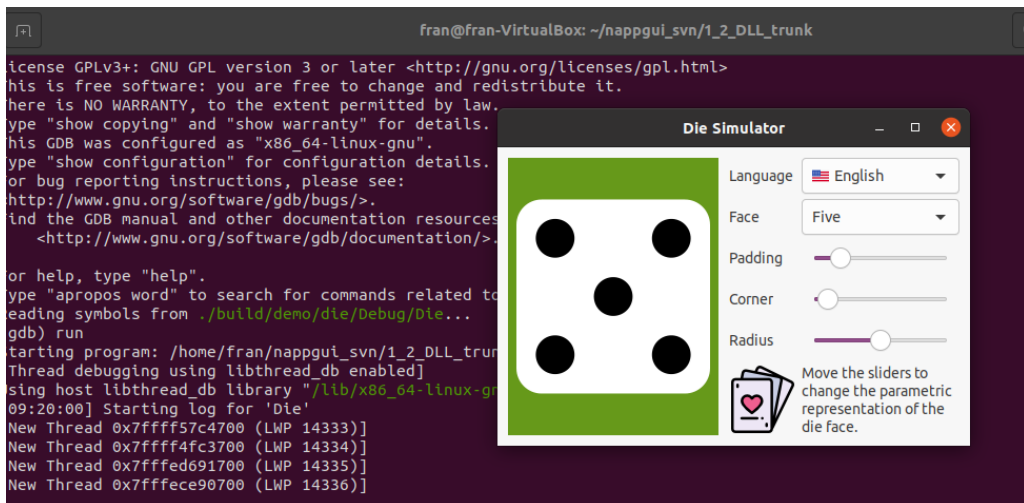 fran@fran-VirtualBox: ~/nappgui_svn/1_2_DLL_trunk
icense GPLv3+: GNU GPL version 3 or later <http://gnu.org/licenses/gpl.html>
his is free software: you are free to change and redistribute it.
here is NO WARRANTY, to the extent permitted by law.
ype "show copying" and "show warranty" for details.
his GDB was configured as "x86_64-linux-gnu".
ype "show configuration" for configuration details.
or bug reporting instructions, please see:
http://www.gnu.org/software/gdb/bugs/>.
ind the GDB manual and other documentation resources
<http://www.gnu.org/software/gdb/documentation/>.
or help, type "help".
ype "apropos word" to search for commands related to
eading symbols from ./build/demo/die/Debug/Die...
gdb) run
tarting program: /home/fran/nappgui_svn/1_2_DLL_trun
Thread debugging using libthread_db enabled]
sing host libthread_db library "/lib/x86_64-linux-gn
09:20:00] Starting log for 'Die'
New Thread 0x7ffff57c4700 (LWP 14333)]
New Thread 0x7ffff4fc3700 (LWP 14334)]
New Thread 0x7fffed691700 (LWP 14335)]
New Thread 0x7fffece90700 (LWP 14336)]
Die Simulator
Language English
Face Five
Padding
Corner
Radius
Move the sliders to
change the parametric
representation of the
die face.